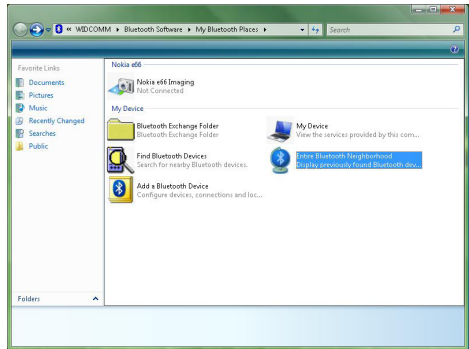 « WIDCOMM ▸ Bluetooth Software ▸ My Bluetooth Places ▸
Search
Favorite Links
Documents
Pictures
Music
Recently Changed
Searches
Public
Folders
Nokia e66
Nokia e66 Imaging
Not Connected
My Device
Bluetooth Exchange Folder
Bluetooth Exchange Folder
My Device
View the services provided by this com...
Find Bluetooth Devices
Search for nearby Bluetooth devices.
Entire Bluetooth Neighborhood
Display previously found Bluetooth dev...
Add a Bluetooth Device
Configure devices, connections and loc...